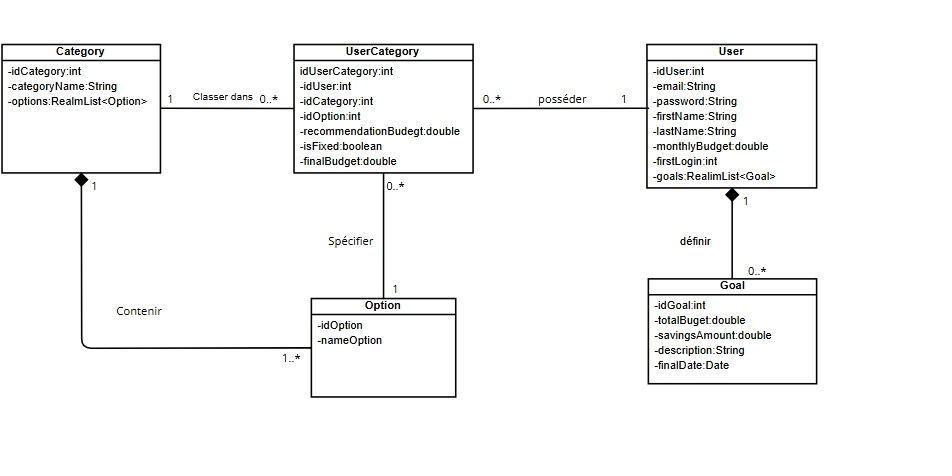 Category
-idCategory:int
-categoryName:String
-options:RealmList<Option>
1
Classer dans
0..*
UserCategory
idUserCategory:int
-idUser:int
-idCategory:int
-idOption:int
-recommendationBudegt:double
-isFixed:boolean
-finalBudget:double
0..*
posséder
1
User
-idUser:int
-email:String
-password:String
-firstName:String
-lastName:String
-monthlyBudget:double
-firstLogin:int
-goals:RealimList<Goal>
1
0..*
1
Spécifier
définir
0..*
1
Contenir
1..*
Option
-idOption
-nameOption
Goal
-idGoal:int
-totalBuget:double
-savingsAmount:double
-description:String
-finalDate:Date